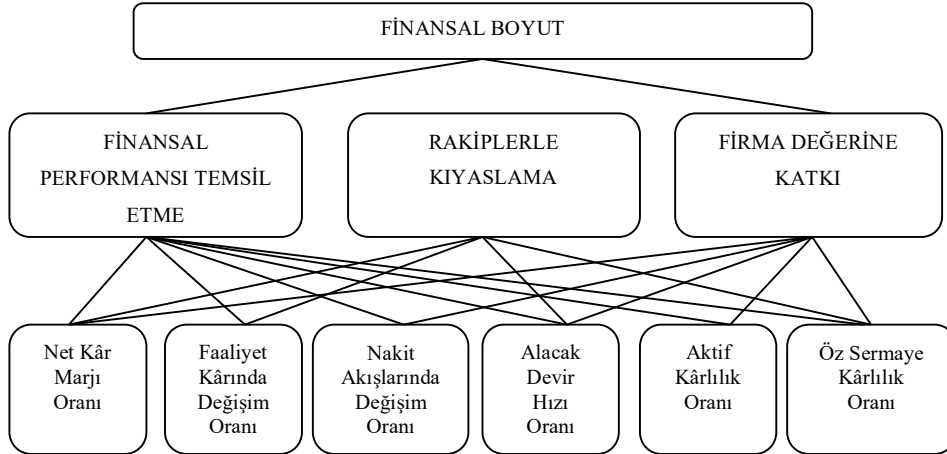 FİNANSAL BOYUT
FİNANSAL
PERFORMANSI TEMSİL
ETME
RAKİPLERLE
KIYASLAMA
FİRMA DEĞERİNE
KATKI
Net Kâr
Marjı
Oranı
Faaliyet
Kârında
Değişim
Oranı
Nakit
Akışlarında
Değişim
Oranı
Alacak
Devir
Hızı
Oranı
Aktif
Kârlılık
Oranı
Öz Sermaye
Kârlılık
Oranı